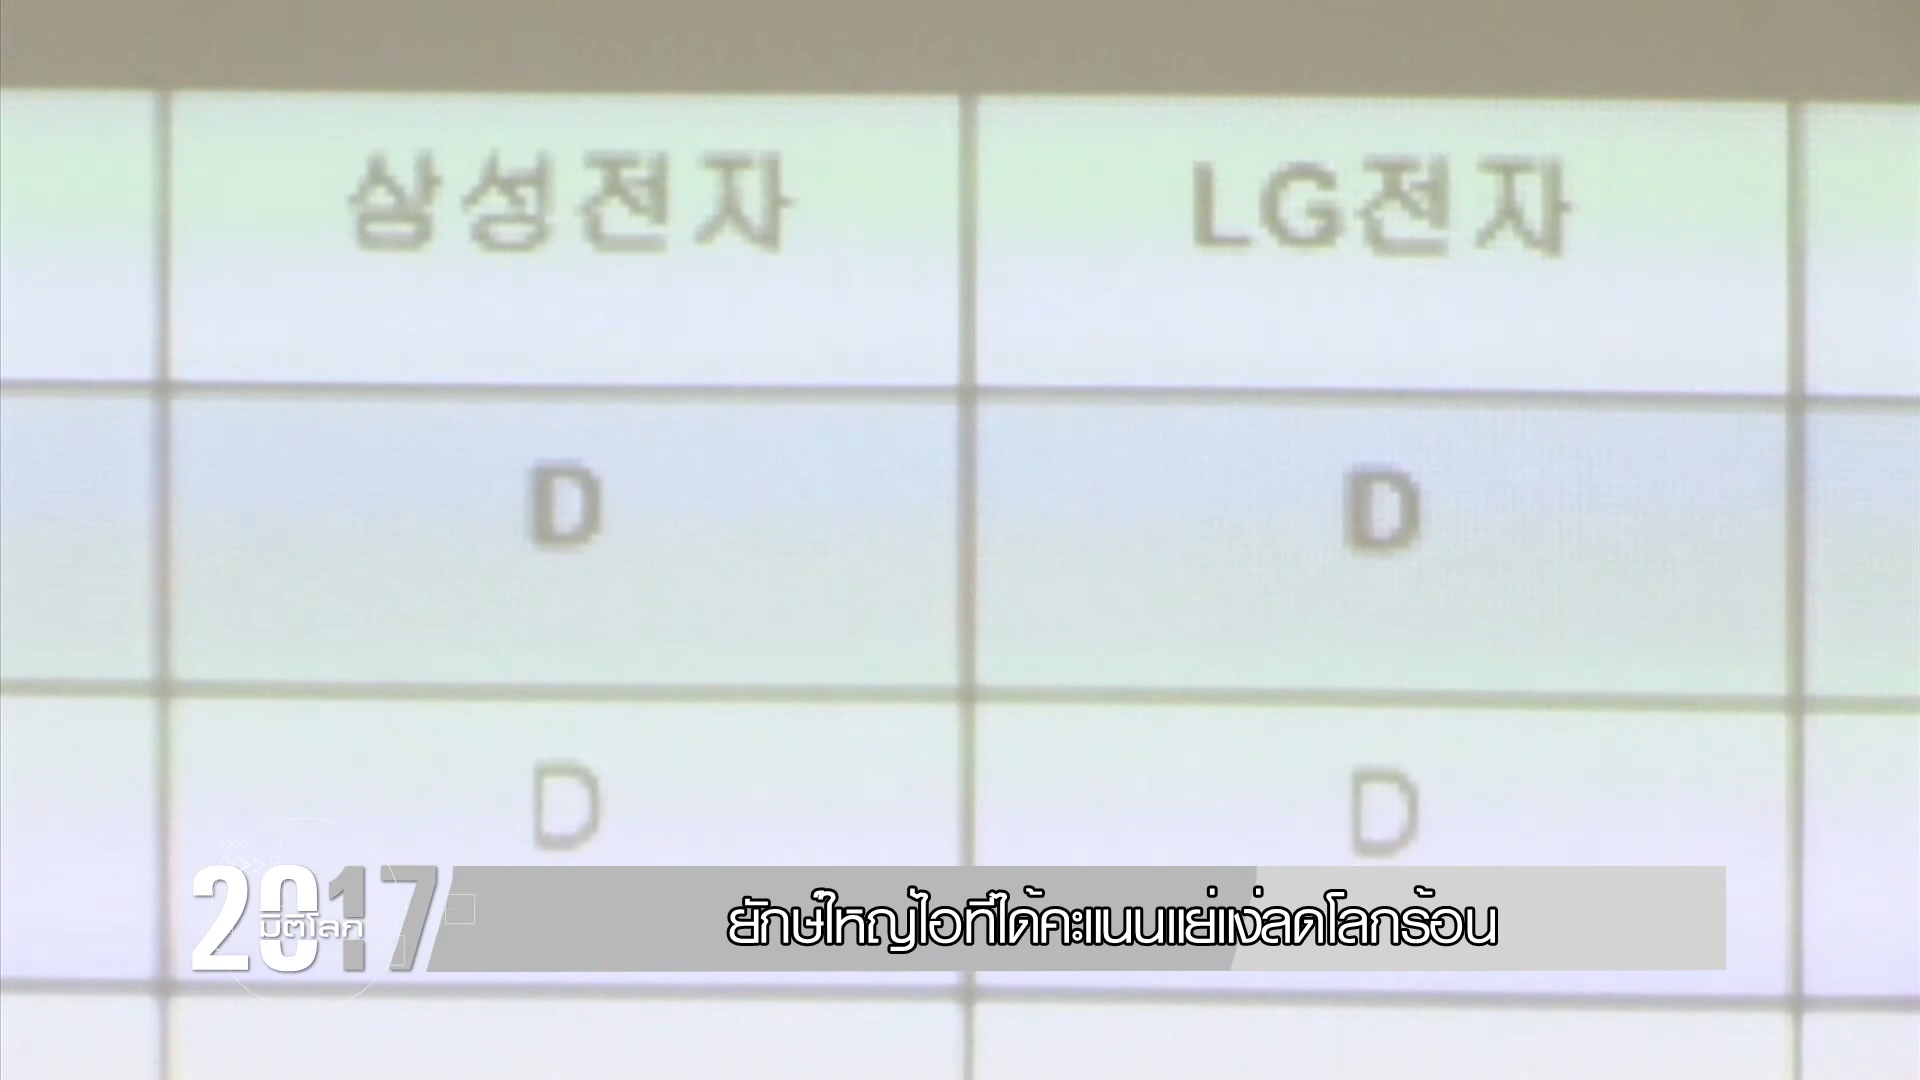 삼성전자 LG전자
D D
D D
2017
มิติโลก
ยักษ์ใหญ่ไอทีได้คะแนนแย่แง่ลดโลกร้อน